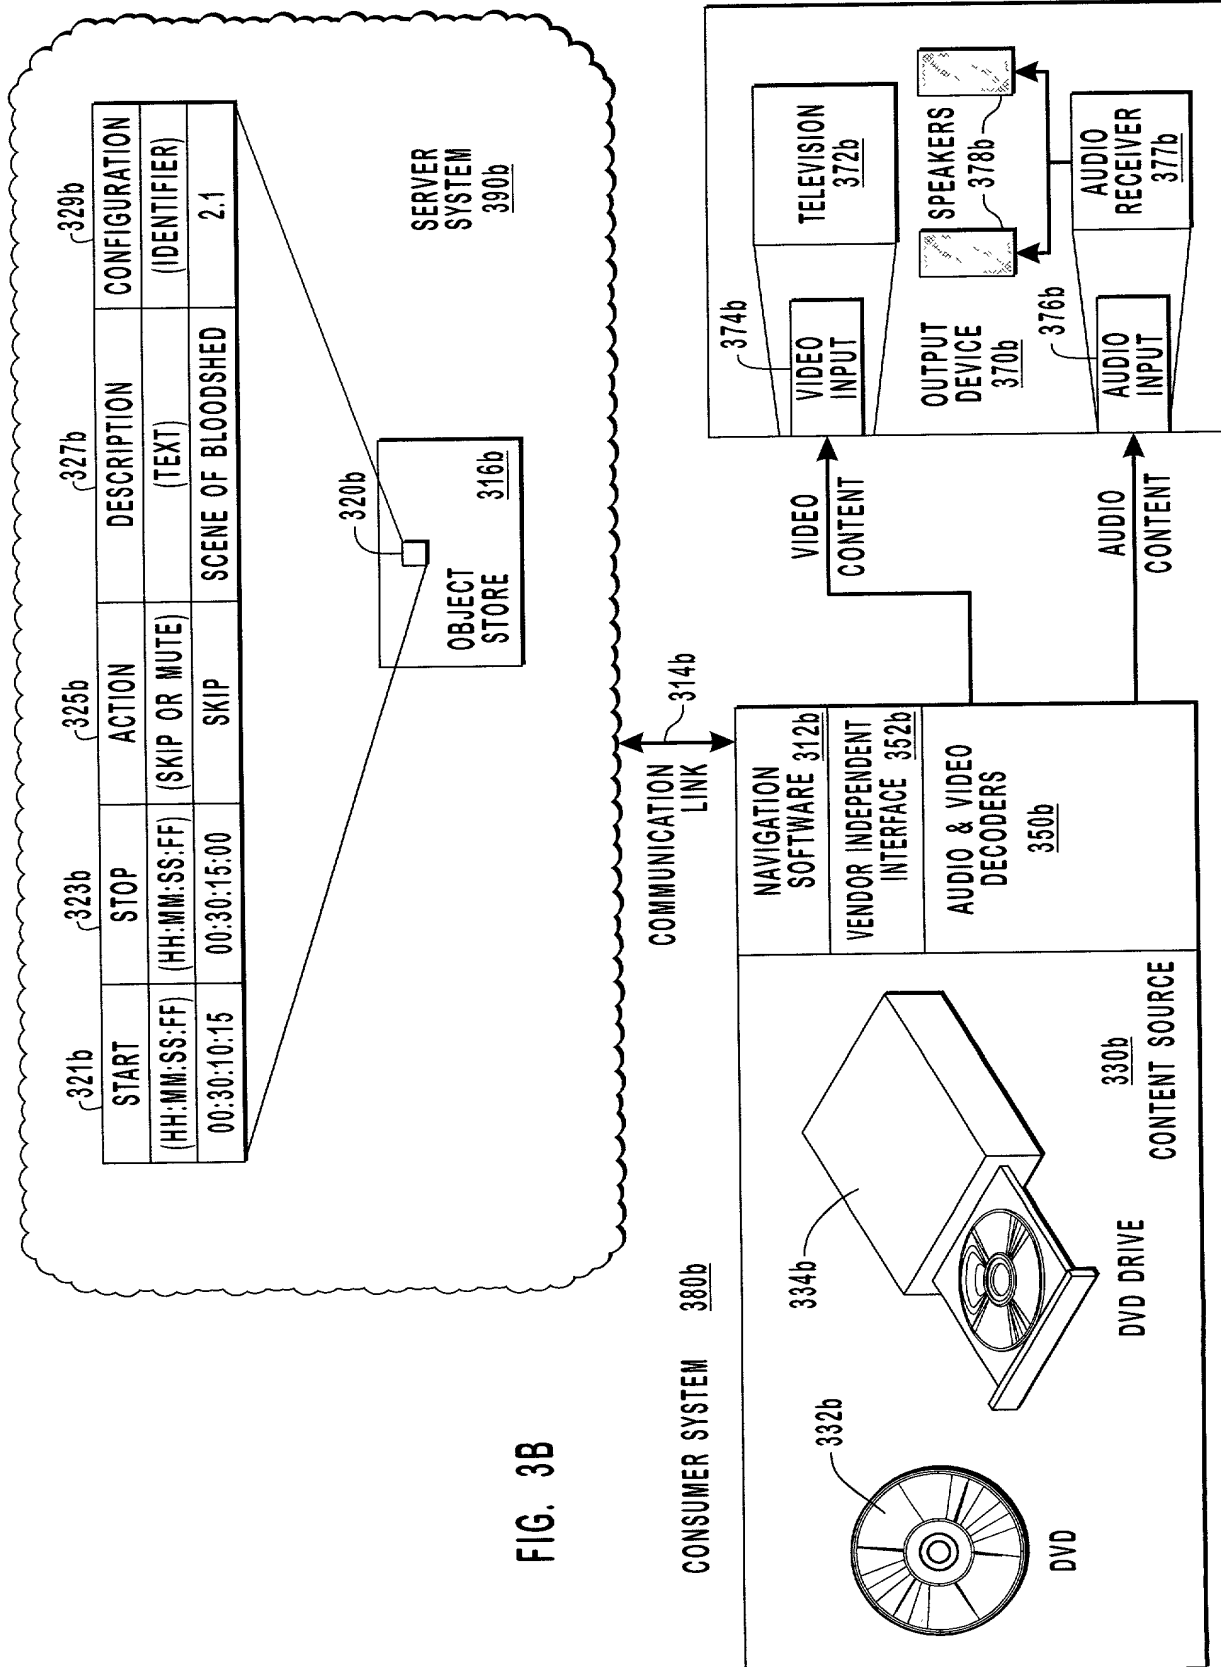 321b
323b
325b
327b
329b
START
STOP
ACTION
DESCRIPTION
CONFIGURATION
(HH:MM:SS:FF)
(HH:MM:SS:FF)
(SKIP OR MUTE)
(TEXT)
(IDENTIFIER)
00:30:10:15
00:30:15:00
SKIP
SCENE OF BLOODSHED
2.1
320b
OBJECT
STORE
316b
SERVER
SYSTEM
390b
FIG. 3B
CONSUMER SYSTEM 380b
COMMUNICATION
LINK
314b
332b
DVD
334b
DVD DRIVE
330b
CONTENT SOURCE
NAVIGATION
SOFTWARE 312b
VENDOR INDEPENDENT
INTERFACE 352b
AUDIO & VIDEO
DECODERS
350b
VIDEO
CONTENT
AUDIO
CONTENT
374b
VIDEO
INPUT
TELEVISION
372b
OUTPUT
DEVICE
370b
SPEAKERS
378b
376b
AUDIO
INPUT
AUDIO
RECEIVER
377b